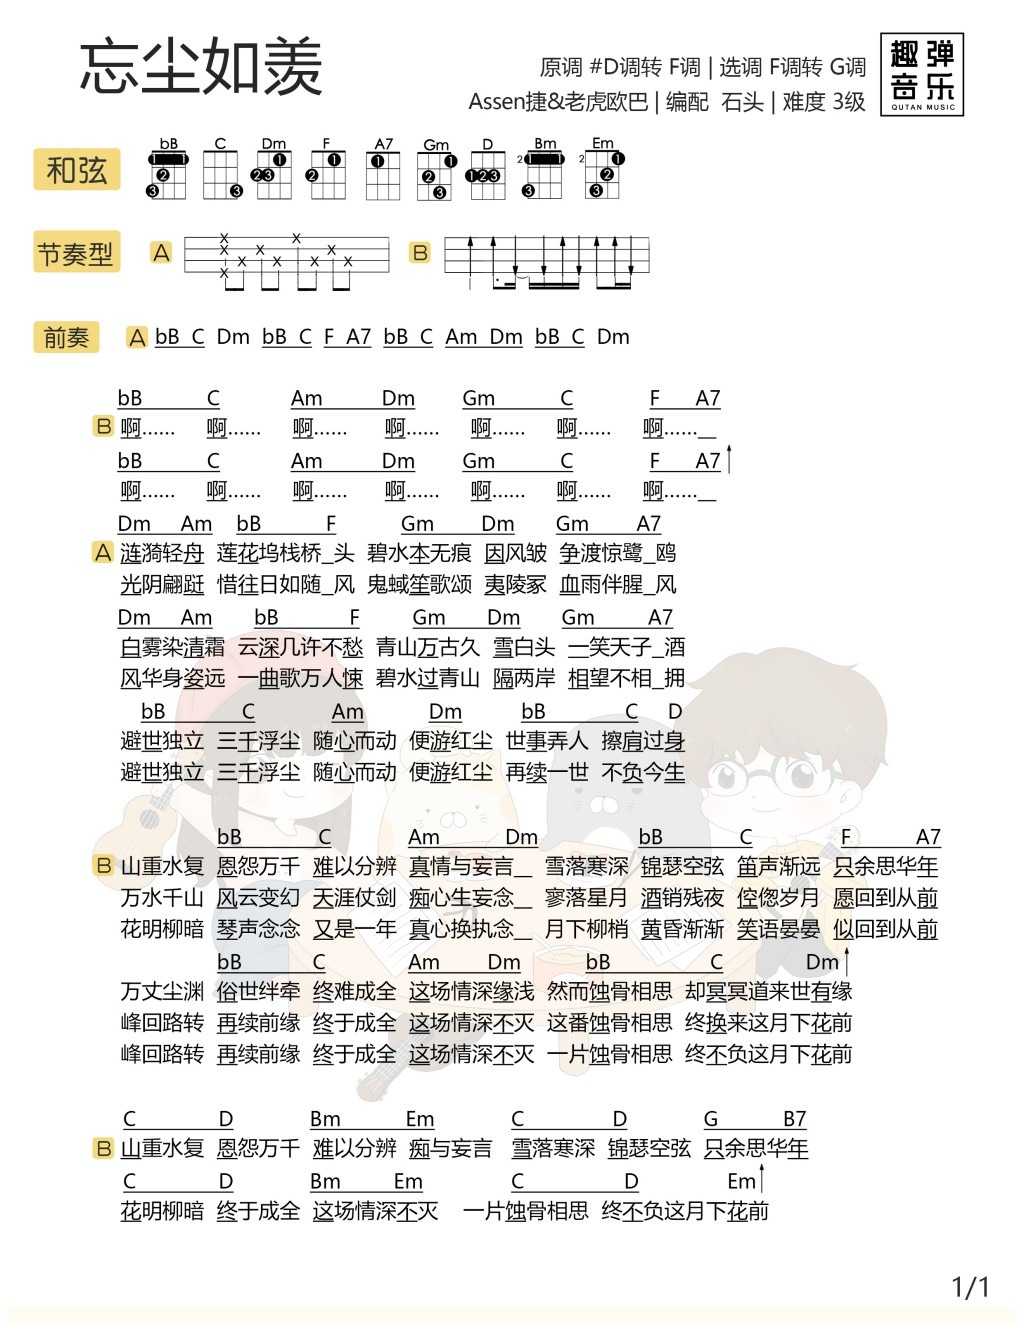 忘尘如羡
原调 #D调转 F调 | 选调 F调转 G调
Assen捷&老虎欧巴 | 编配 石头 | 难度 3级
趣弹音乐
QUTAN MUSIC
和弦 bB C Dm F A7 Gm D Bm Em
节奏型 A B
前奏 A bB C Dm bB C F A7 bB C Am Dm bB C Dm
bB C Am Dm Gm C F A7
B 啊…… 啊…… 啊…… 啊…… 啊…… 啊…… 啊……__
bB C Am Dm Gm C F A7
啊…… 啊…… 啊…… 啊…… 啊…… 啊…… 啊……__
Dm Am bB F Gm Dm Gm A7
A 涟漪轻舟 莲花坞栈桥_头 碧水本无痕 因风皱 争渡惊鹭_鸥
光阴翩跹 惜往日如随_风 鬼蜮笙歌颂 夷陵冢 血雨伴腥_风
Dm Am bB F Gm Dm Gm A7
白雾染清霜 云深几许不愁 青山万古久 雪白头 一笑天子_酒
风华身姿远 一曲歌万人悚 碧水过青山 隔两岸 相望不相_拥
bB C Am Dm bB C D
避世独立 三千浮尘 随心而动 便游红尘 世事弄人 擦肩过身
避世独立 三千浮尘 随心而动 便游红尘 再续一世 不负今生
bB C Am Dm bB C F A7
B 山重水复 恩怨万千 难以分辨 真情与妄言__ 雪落寒深 锦瑟空弦 笛声渐远 只余思华年
万水千山 风云变幻 天涯仗剑 痴心生妄念__ 寥落星月 酒销残夜 倥偬岁月 愿回到从前
花明柳暗 琴声念念 又是一年 真心换执念__ 月下柳梢 黄昏渐渐 笑语晏晏 似回到从前
bB C Am Dm bB C Dm
万丈尘渊 俗世绊牵 终难成全 这场情深缘浅 然而蚀骨相思 却冥冥道来世有缘
峰回路转 再续前缘 终于成全 这场情深不灭 这番蚀骨相思 终换来这月下花前
峰回路转 再续前缘 终于成全 这场情深不灭 一片蚀骨相思 终不负这月下花前
C D Bm Em C D G B7
B 山重水复 恩怨万千 难以分辨 痴与妄言 雪落寒深 锦瑟空弦 只余思华年
C D Bm Em C D Em
花明柳暗 终于成全 这场情深不灭 一片蚀骨相思 终不负这月下花前
1/1